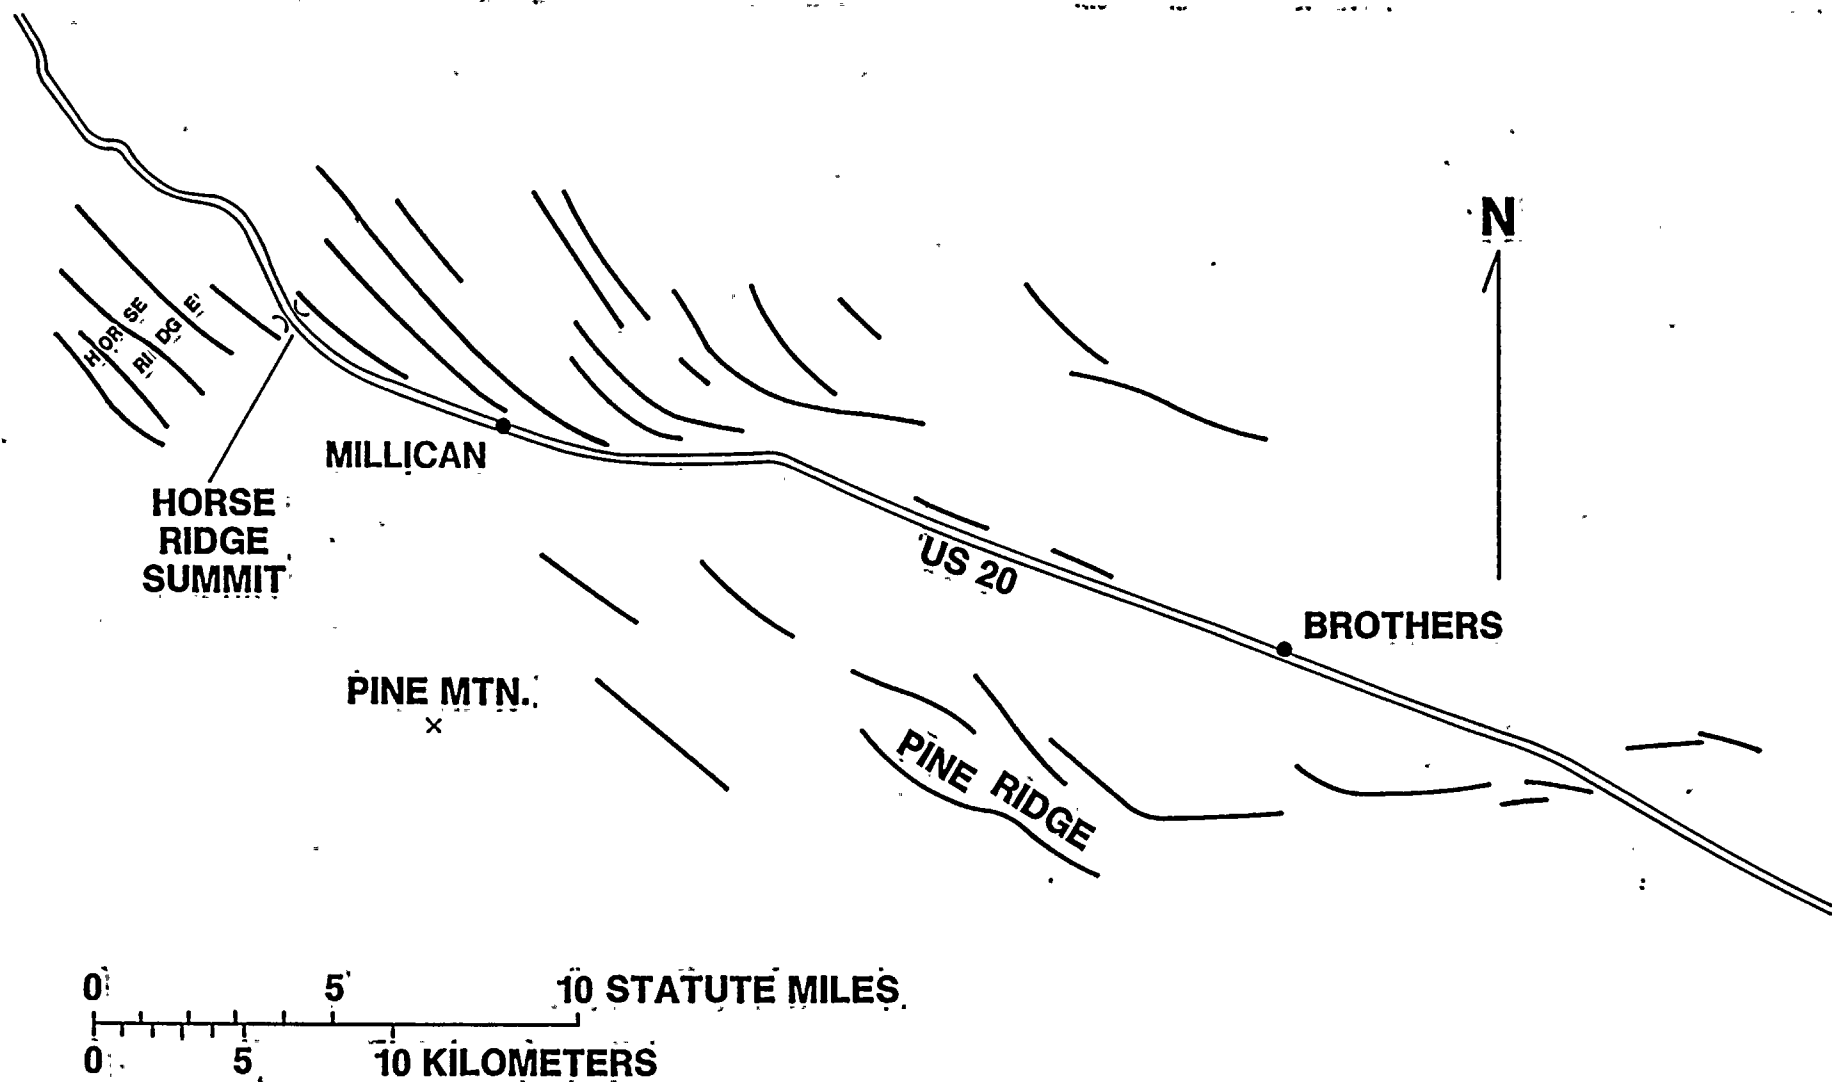 N
HORSE
RIDGE
MILLICAN
HORSE
RIDGE
SUMMIT
US 20
BROTHERS
PINE MTN.
PINE RIDGE
0 5 10 STATUTE MILES
0 5 10 KILOMETERS